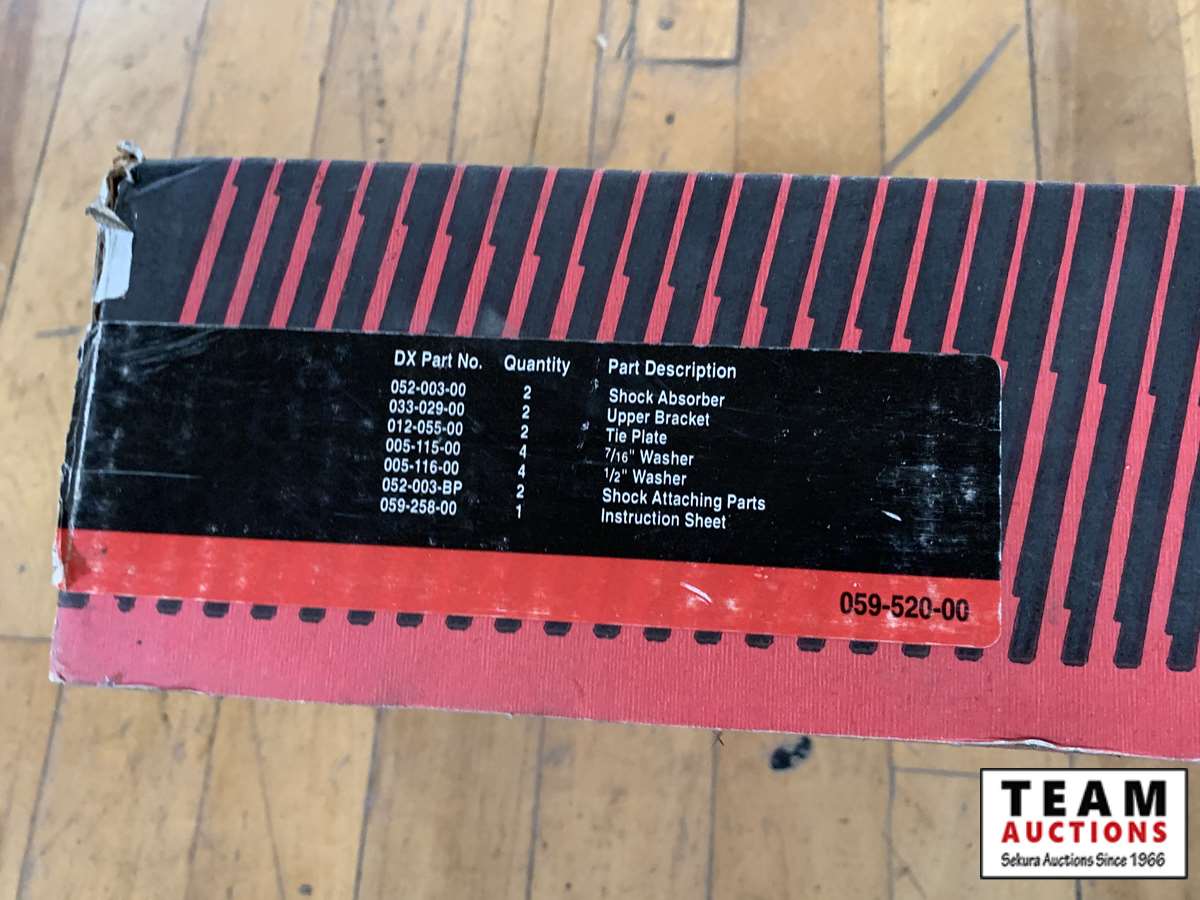 DX Part No. Quantity Part Description
052-003-00 2 Shock Absorber
033-029-00 2 Upper Bracket
012-055-00 2 Tie Plate
005-115-00 4 7/16" Washer
005-116-00 4 1/2" Washer
052-003-BP 2 Shock Attaching Parts
059-258-00 1 Instruction Sheet
059-520-00
TEAM
AUCTIONS
Sekura Auctions Since 1966